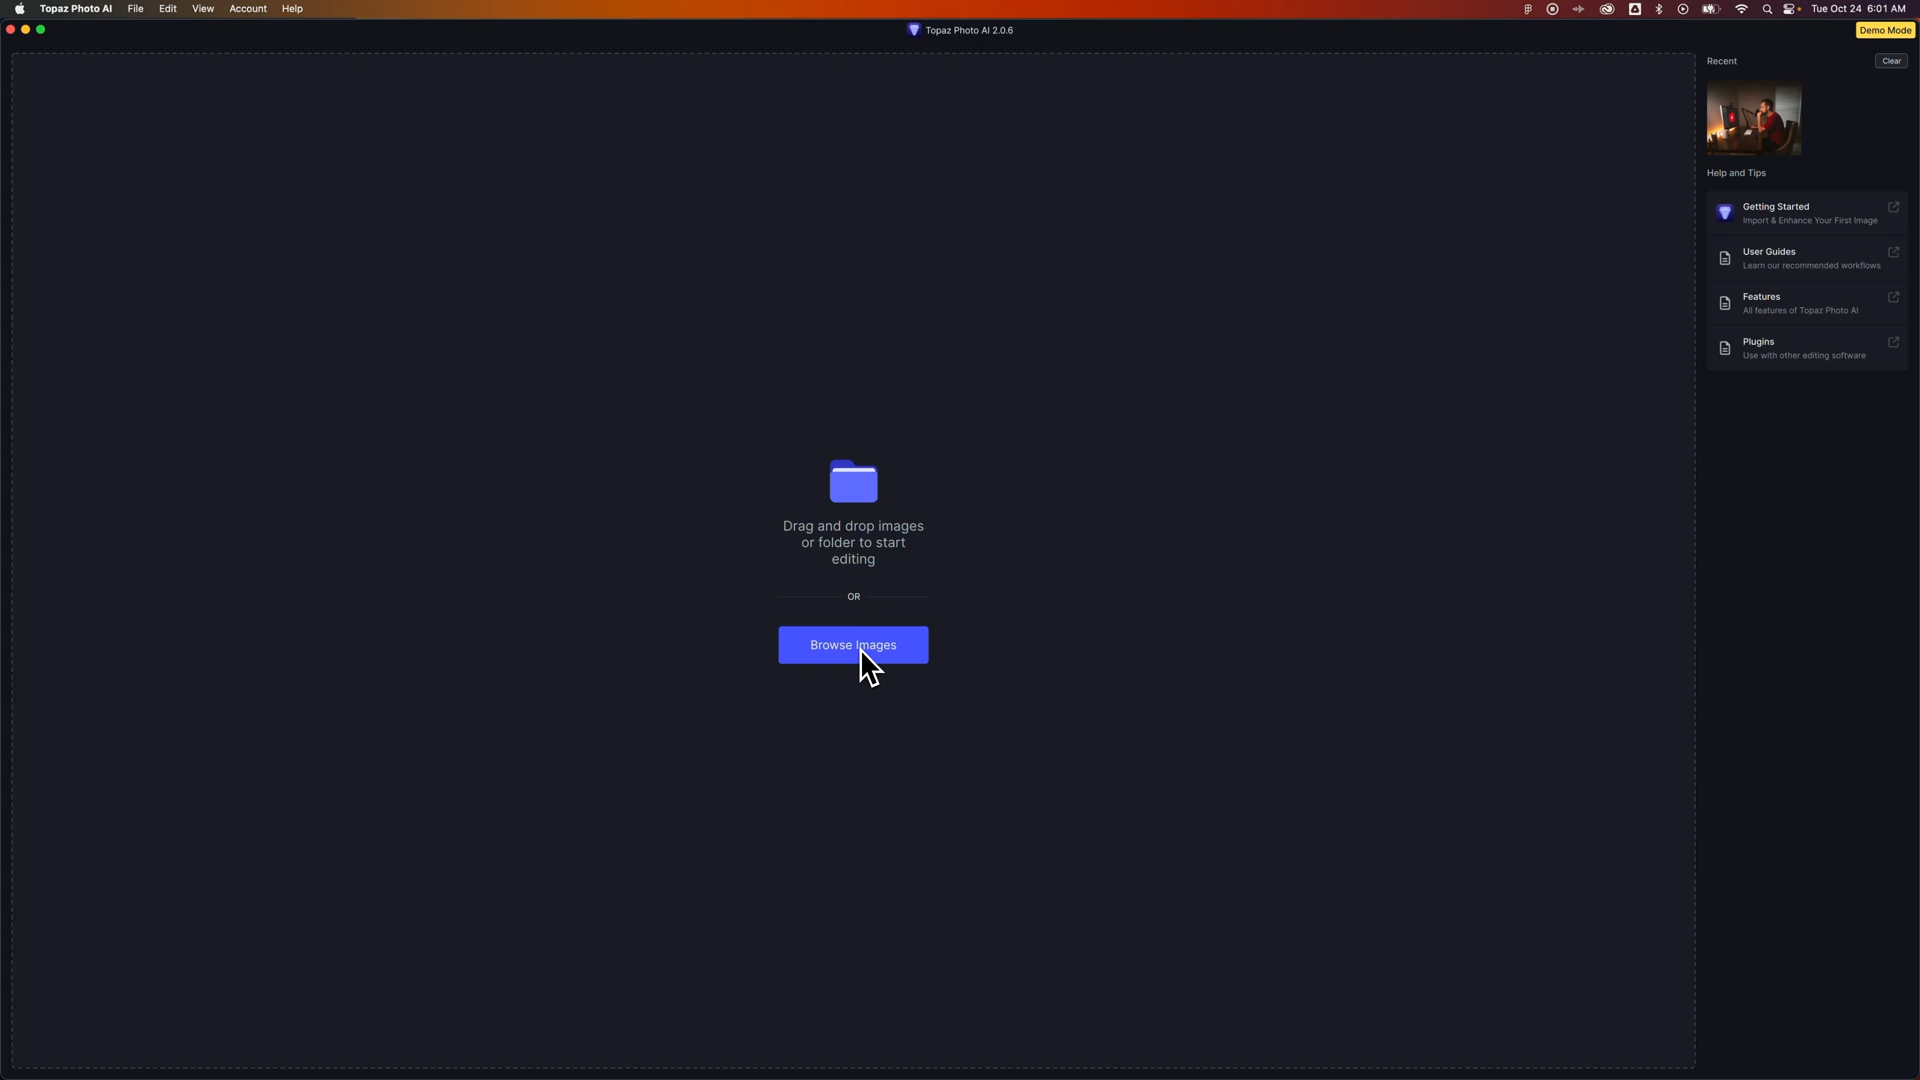 Topaz Photo AI File Edit View Account Help Tue Oct 24 6:01 AM
Topaz Photo AI 2.0.6
Demo Mode
Recent
Clear
Help and Tips
Getting Started
Import & Enhance Your First Image
User Guides
Learn our recommended workflows
Features
All features of Topaz Photo AI
Plugins
Use with other editing software
Drag and drop images
or folder to start
editing
OR
Browse Images